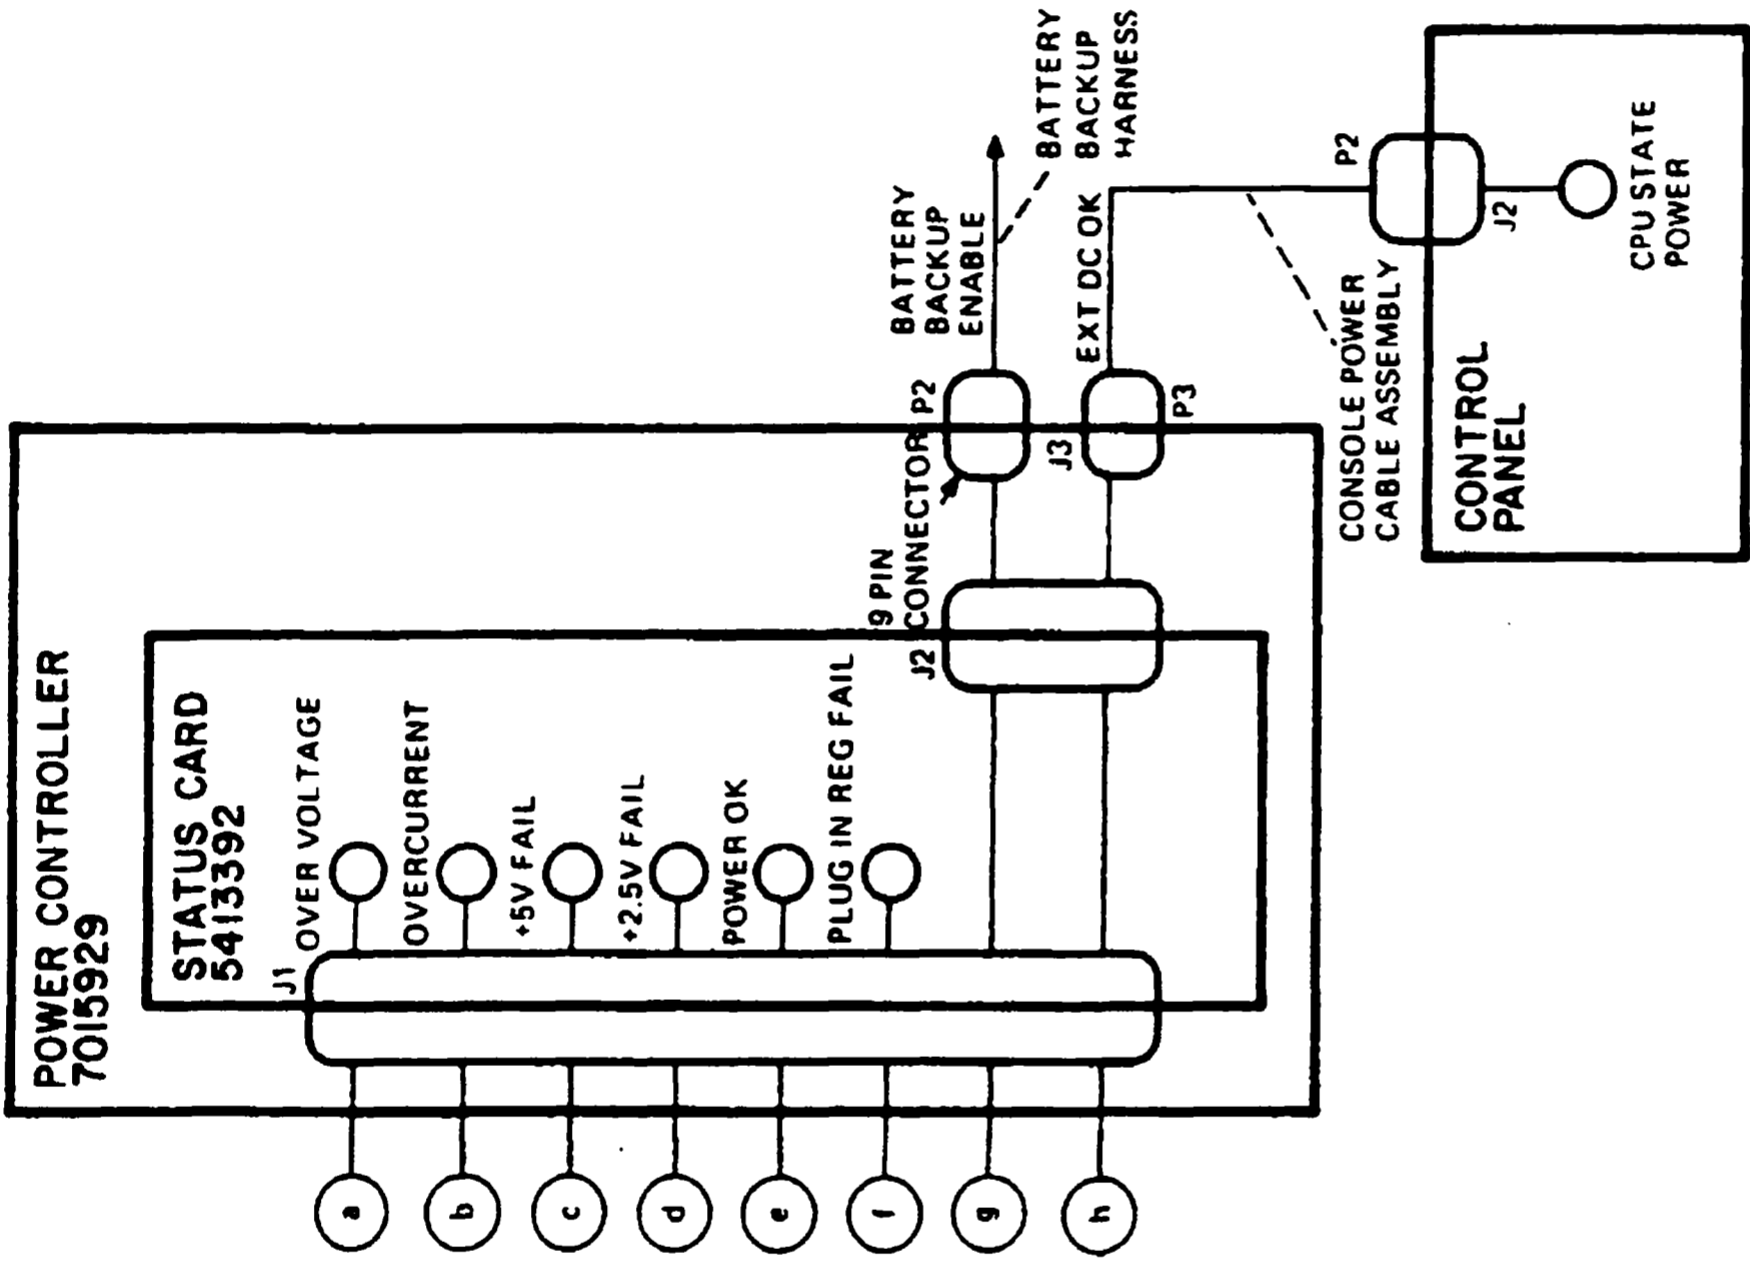 POWER CONTROLLER
7015929
STATUS CARD
5413392
J1
OVER VOLTAGE
OVERCURRENT
+5V FAIL
+2.5V FAIL
POWER OK
PLUG IN REG FAIL
J2
9 PIN
CONNECTOR
P2
J3
P3
BATTERY
BACKUP
ENABLE
BATTERY
BACKUP
HARNESS
EXT DC OK
CONSOLE POWER
CABLE ASSEMBLY
P2
J2
CPU STATE
POWER
CONTROL
PANEL
a
b
c
d
e
f
g
h